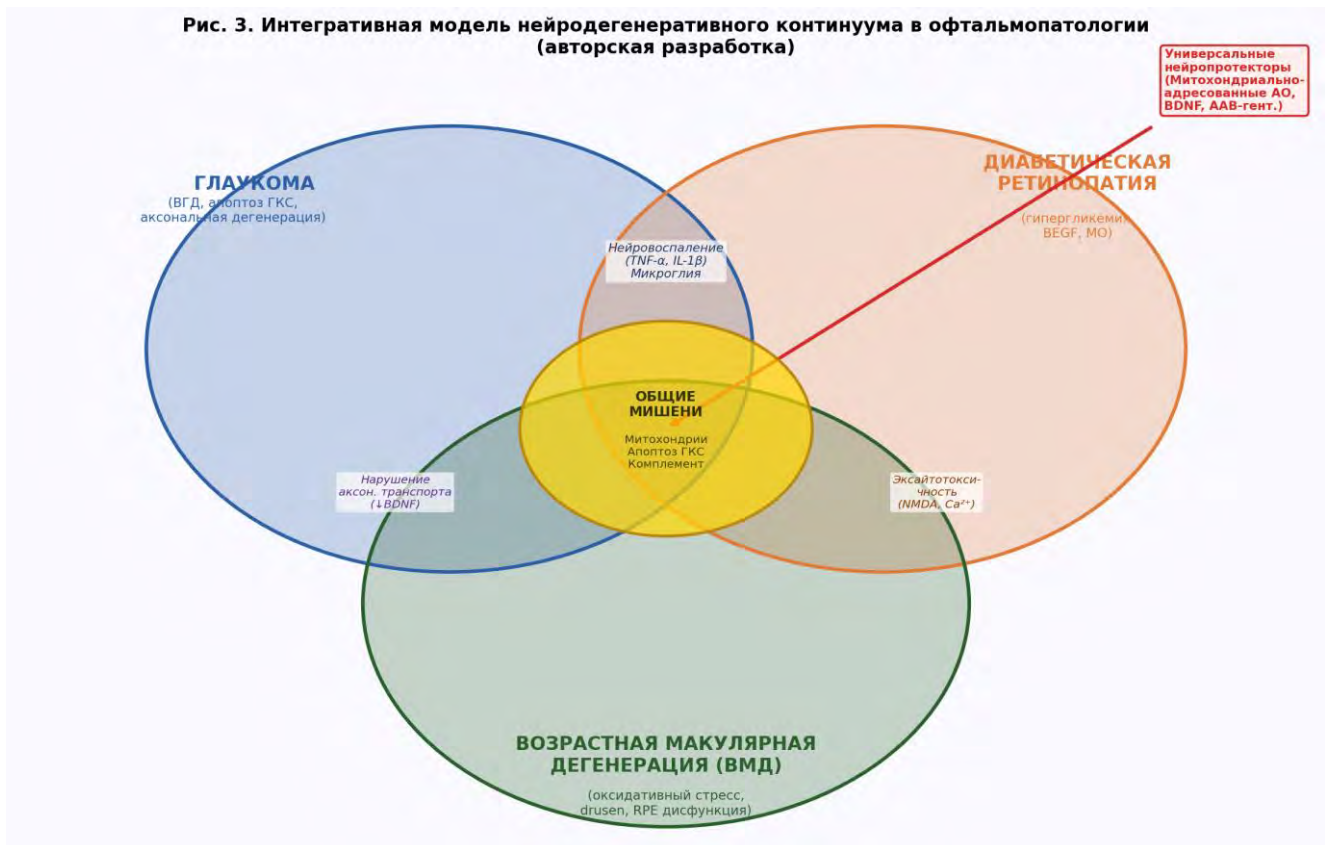 Рис. 3. Интегративная модель нейродегенеративного континуума в офтальмопатологии
(авторская разработка)
Универсальные
нейропротекторы
(Митохондриально-
адресованные АО,
BDNF, ААВ-гент.)
ГЛАУКОМА
(ВГД, апоптоз ГКС,
аксональная дегенерация)
ДИАБЕТИЧЕСКАЯ
РЕТИНОПАТИЯ
(гипергликемия,
ВЕGF, МО)
Нейровоспаление
(TNF-α, IL-1β)
Микроглия
ОБЩИЕ
МИШЕНИ
Митохондрии
Апоптоз ГКС
Комплемент
Нарушение
аксон. транспорта
(↓BDNF)
Эксайтотокси-
чность
(NMDA, Ca²⁺)
ВОЗРАСТНАЯ МАКУЛЯРНАЯ
ДЕГЕНЕРАЦИЯ (ВМД)
(оксидативный стресс,
drusen, RPE дисфункция)